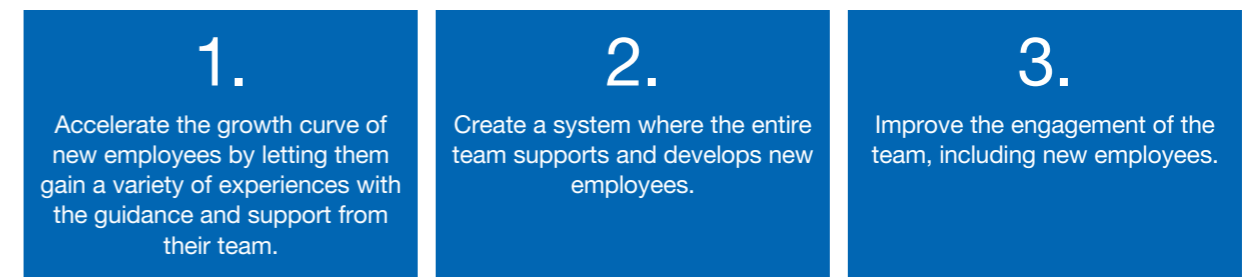 1.
Accelerate the growth curve of
new employees by letting them
gain a variety of experiences with
the guidance and support from
their team.
2.
Create a system where the entire
team supports and develops new
employees.
3.
Improve the engagement of the
team, including new employees.